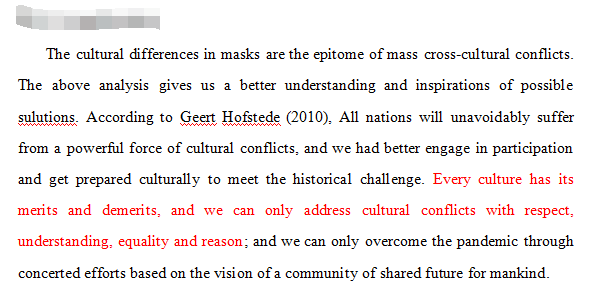 The cultural differences in masks are the epitome of mass cross-cultural conflicts.
The above analysis gives us a better understanding and inspirations of possible
sulutions. According to Geert Hofstede (2010), All nations will unavoidably suffer
from a powerful force of cultural conflicts, and we had better engage in participation
and get prepared culturally to meet the historical challenge. Every culture has its
merits and demerits, and we can only address cultural conflicts with respect,
understanding, equality and reason; and we can only overcome the pandemic through
concerted efforts based on the vision of a community of shared future for mankind.